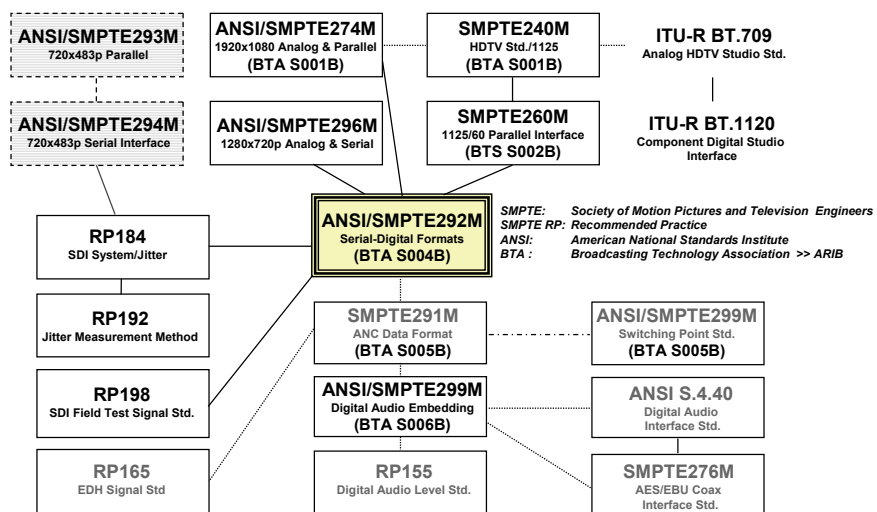 ANSI/SMPTE293M
720x483p Parallel
ANSI/SMPTE274M
1920x1080 Analog & Parallel
(BTA S001B)
SMPTE240M
HDTV Std./1125
(BTA S001B)
ITU-R BT.709
Analog HDTV Studio Std.
ANSI/SMPTE294M
720x483p Serial Interface
ANSI/SMPTE296M
1280x720p Analog & Serial
SMPTE260M
1125/60 Parallel Interface
(BTS S002B)
ITU-R BT.1120
Component Digital Studio
Interface
RP184
SDI System/Jitter
ANSI/SMPTE292M
Serial-Digital Formats
(BTA S004B)
SMPTE: Society of Motion Pictures and Television Engineers
SMPTE RP: Recommended Practice
ANSI: American National Standards Institute
BTA : Broadcasting Technology Association >> ARIB
RP192
Jitter Measurement Method
SMPTE291M
ANC Data Format
(BTA S005B)
ANSI/SMPTE299M
Switching Point Std.
(BTA S005B)
RP198
SDI Field Test Signal Std.
ANSI/SMPTE299M
Digital Audio Embedding
(BTA S006B)
ANSI S.4.40
Digital Audio
Interface Std.
RP165
EDH Signal Std
RP155
Digital Audio Level Std.
SMPTE276M
AES/EBU Coax
Interface Std.